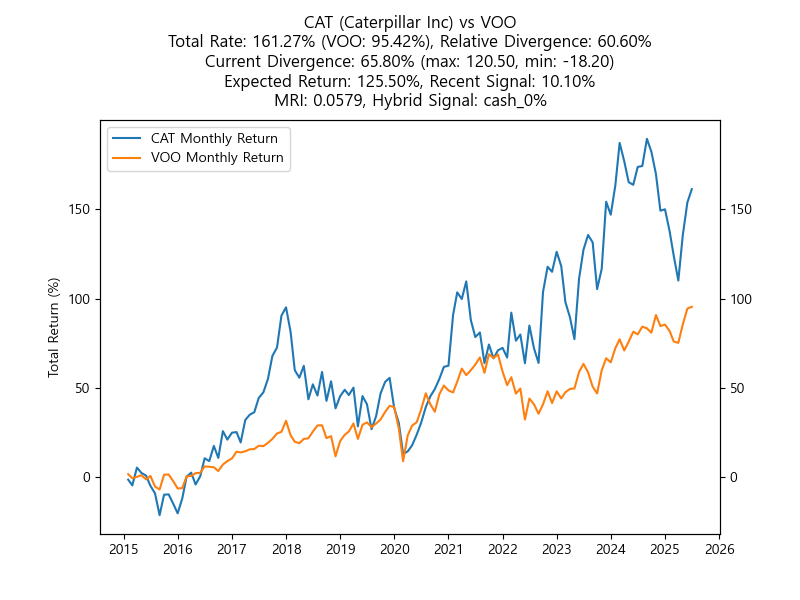 CAT (Caterpillar Inc) vs VOO
Total Rate: 161.27% (VOO: 95.42%), Relative Divergence: 60.60%
Current Divergence: 65.80% (max: 120.50, min: -18.20)
Expected Return: 125.50%, Recent Signal: 10.10%
MRI: 0.0579, Hybrid Signal: cash_0%
CAT Monthly Return
VOO Monthly Return
Total Return (%)
150
100
50
0
150
100
50
0
2015 2016 2017 2018 2019 2020 2021 2022 2023 2024 2025 2026